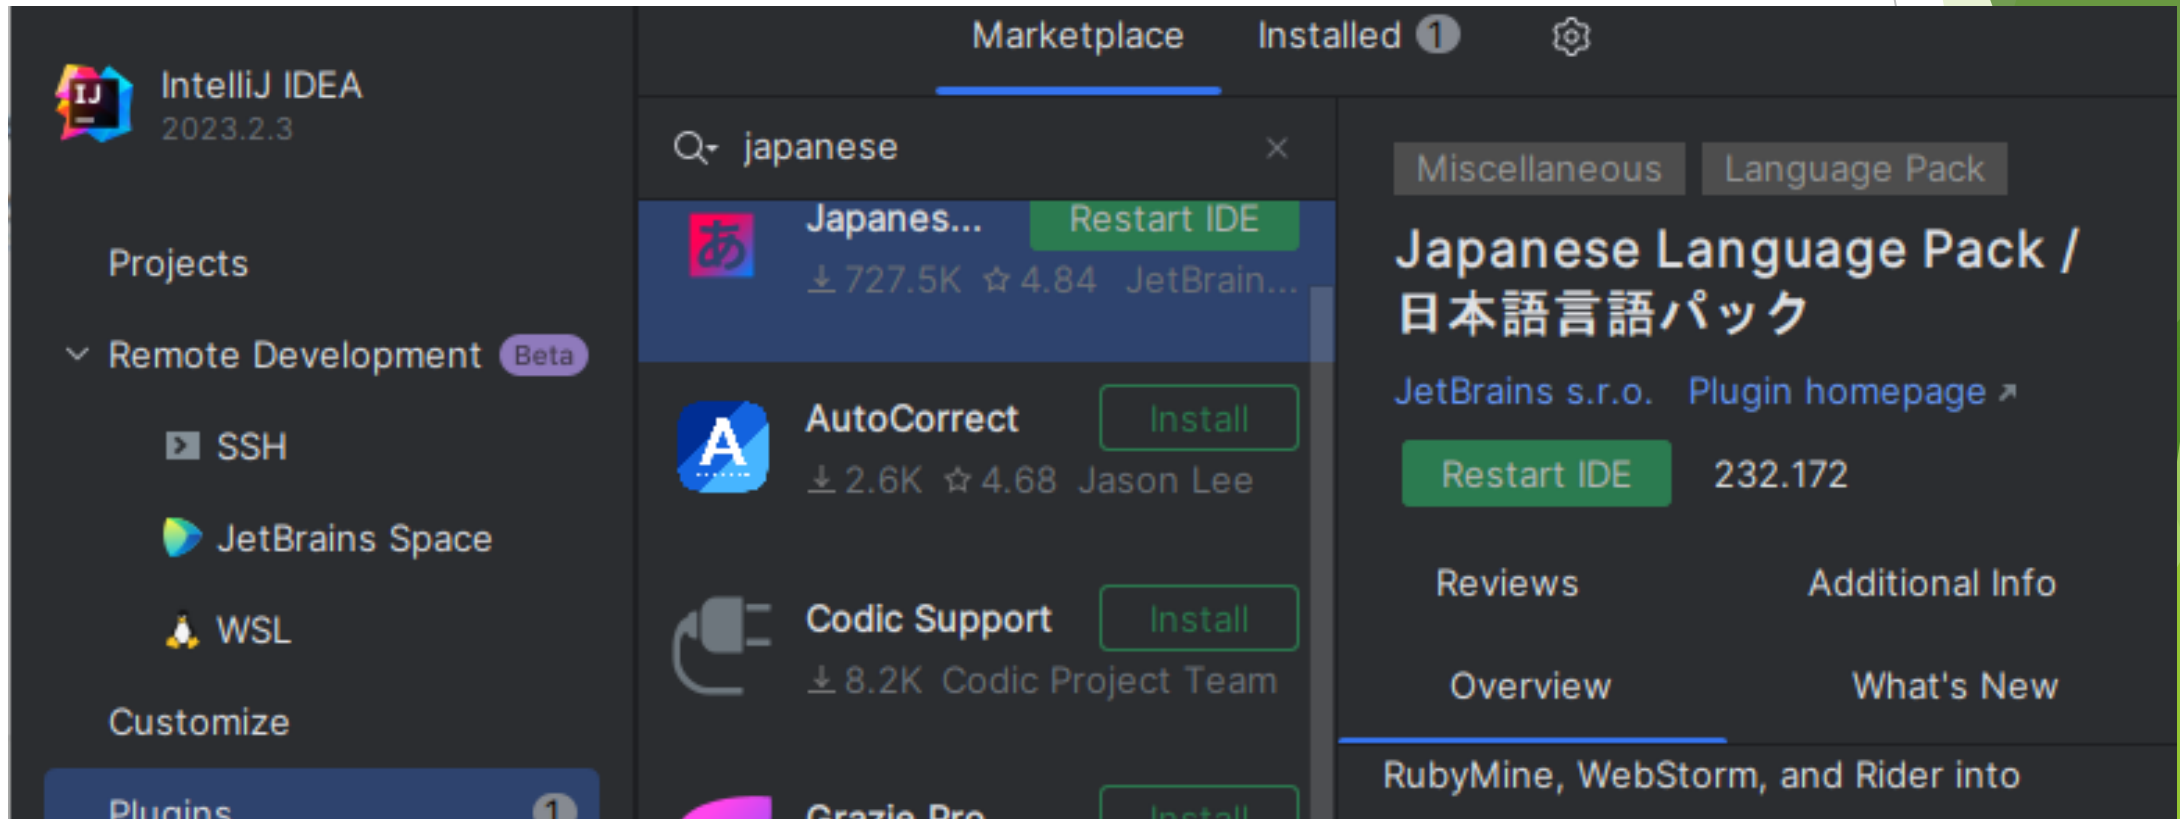 IntelliJ IDEA
2023.2.3
Projects
Remote Development Beta
SSH
JetBrains Space
WSL
Customize
Plugins 1
Marketplace Installed 1
japanese
Japanes... Restart IDE
727.5K 4.84 JetBrain...
AutoCorrect Install
2.6K 4.68 Jason Lee
Codic Support Install
8.2K Codic Project Team
Grazie Pro Install
Miscellaneous Language Pack
Japanese Language Pack /
日本語言語パック
JetBrains s.r.o. Plugin homepage
Restart IDE 232.172
Reviews Additional Info
Overview What's New
RubyMine, WebStorm, and Rider into